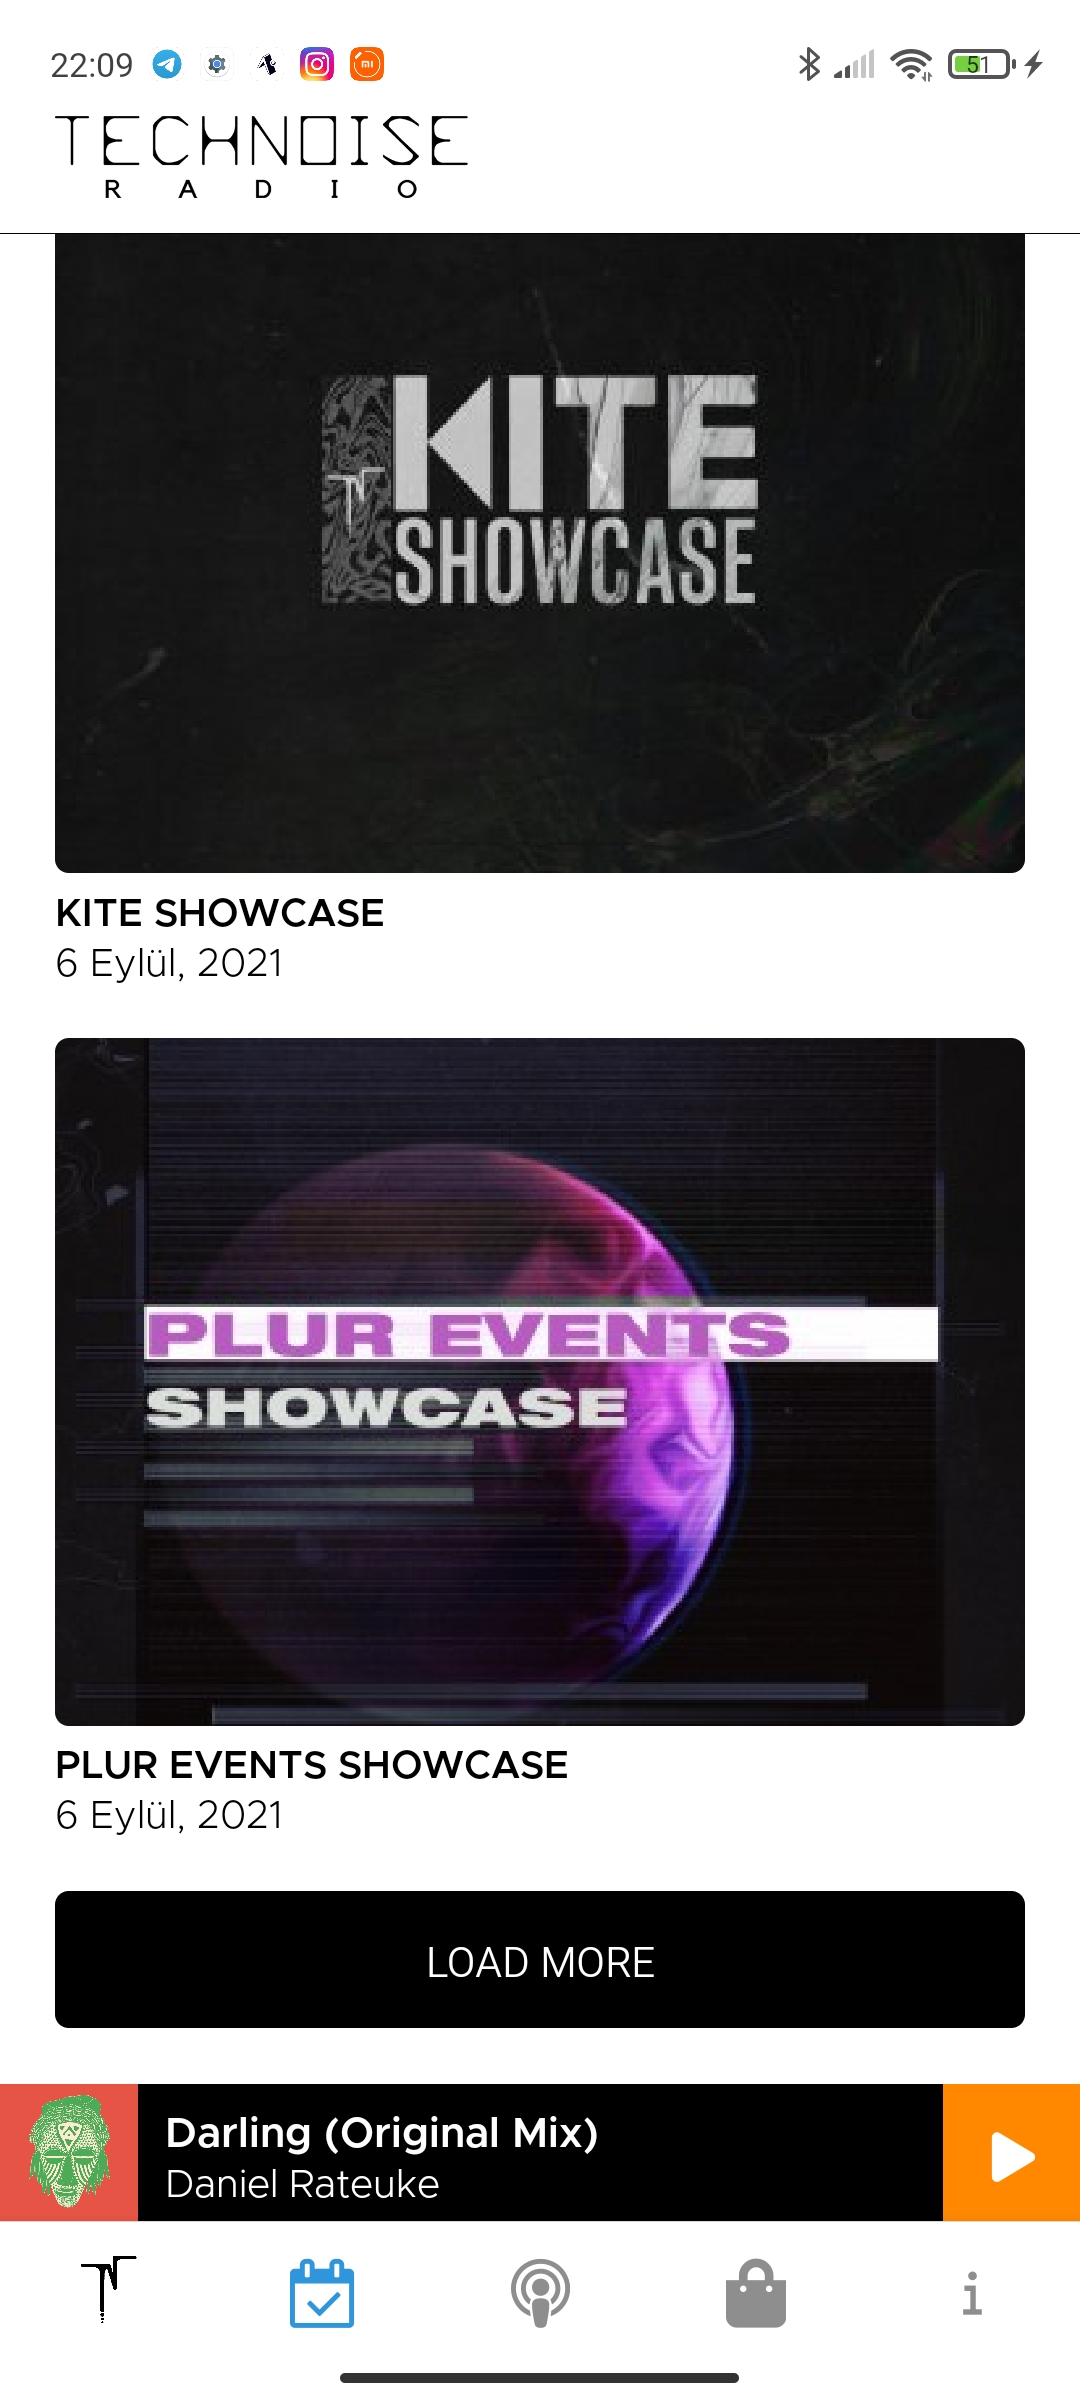 22:09
51
TECHNOISE
RADIO
KITE
SHOWCASE
KITE SHOWCASE
6 Eylül, 2021
PLUR EVENTS
SHOWCASE
PLUR EVENTS SHOWCASE
6 Eylül, 2021
LOAD MORE
Darling (Original Mix)
Daniel Rateuke